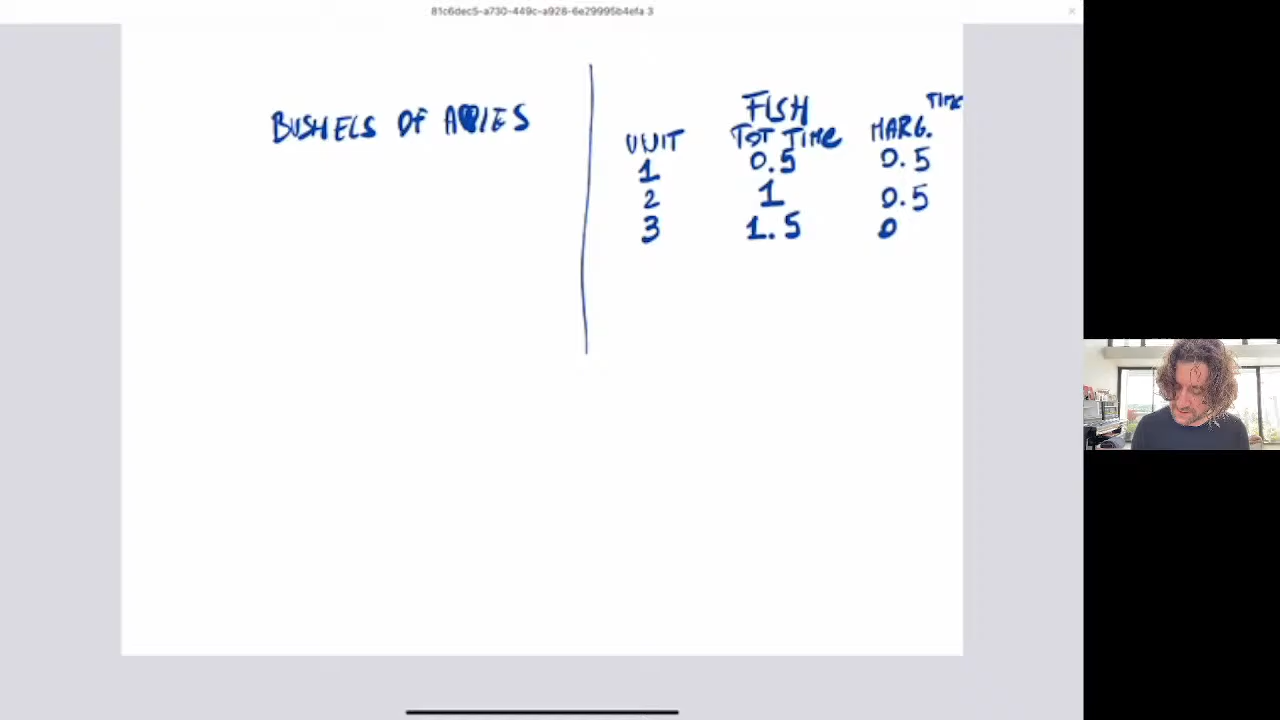 81c6dec5-a730-449c-a928-6e29995b4efa 3
BUSHELS OF
FISH
UNIT TOT TIME MARG. TIME
1 0.5 0.5
2 1 0.5
3 1.5 0